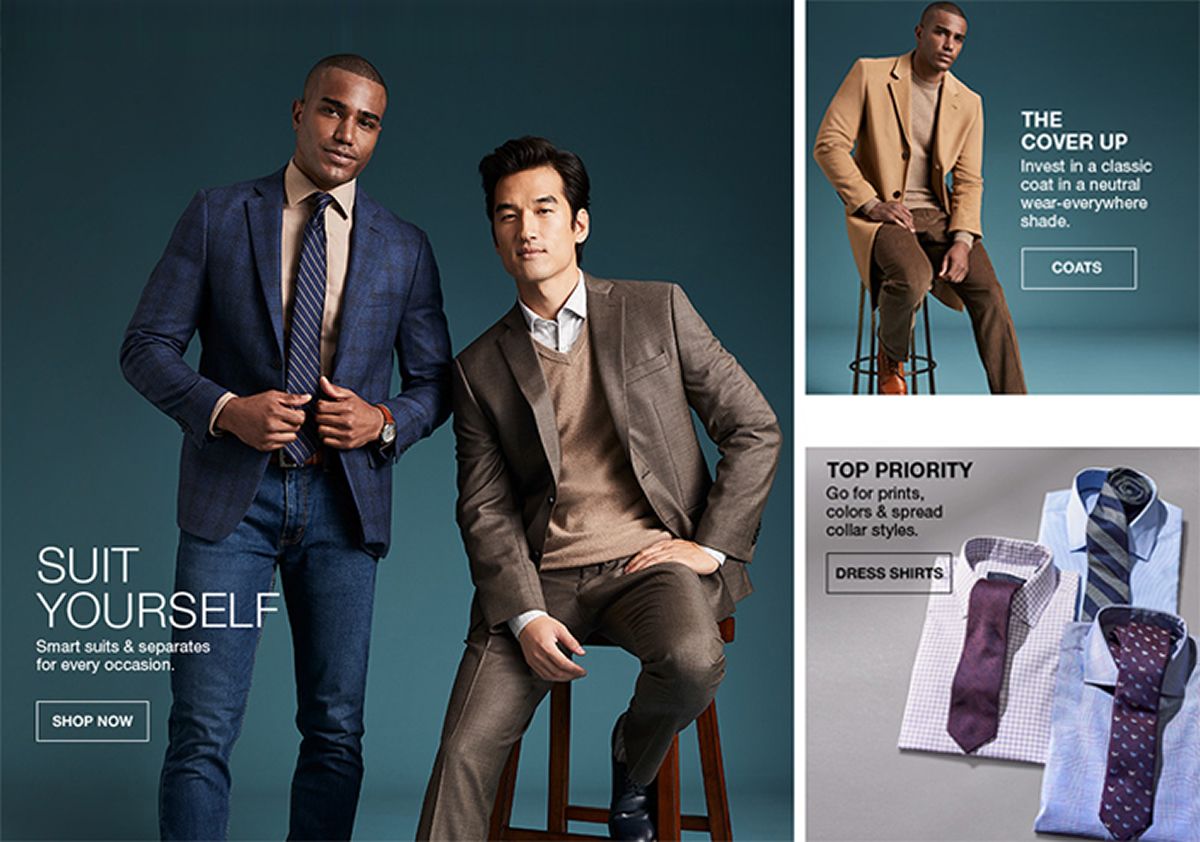 SUIT
YOURSELF
Smart suits & separates
for every occasion.
SHOP NOW
THE
COVER UP
Invest in a classic
coat in a neutral
wear-everywhere
shade.
COATS
TOP PRIORITY
Go for prints,
colors & spread
collar styles.
DRESS SHIRTS